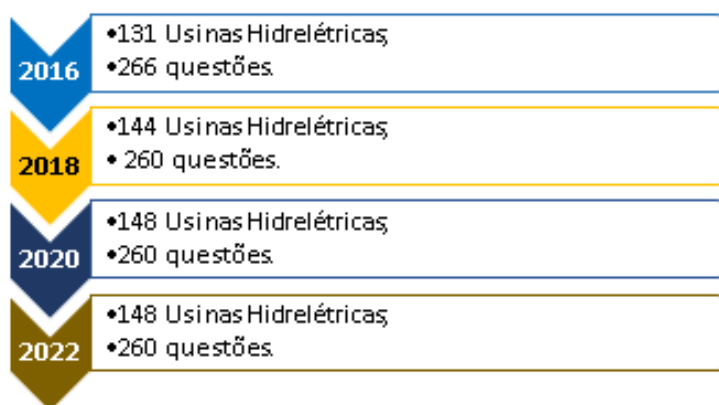 2016
•131 Usinas Hidrelétricas;
•266 questões.
2018
•144 Usinas Hidrelétricas;
• 260 questões.
2020
•148 Usinas Hidrelétricas;
•260 questões.
2022
•148 Usinas Hidrelétricas;
•260 questões.